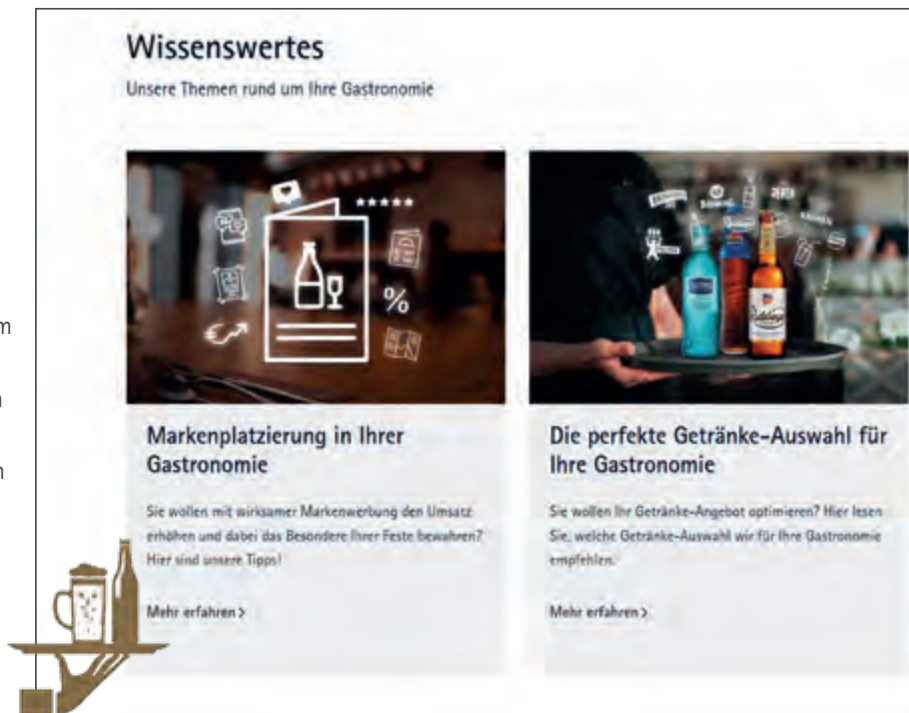 Wissenswertes
Unsere Themen rund um Ihre Gastronomie
%
Markenplatzierung in Ihrer
Gastronomie
Sie wollen mit wirksamer Markenwerbung den Umsatz
erhöhen und dabei das Besondere Ihrer Feste bewahren?
Hier sind unsere Tipps!
Mehr erfahren >
Die perfekte Getränke-Auswahl für
Ihre Gastronomie
Sie wollen Ihr Getränke-Angebot optimieren? Hier lesen
Sie, welche Getränke-Auswahl wir für Ihre Gastronomie
empfehlen.
Mehr erfahren >